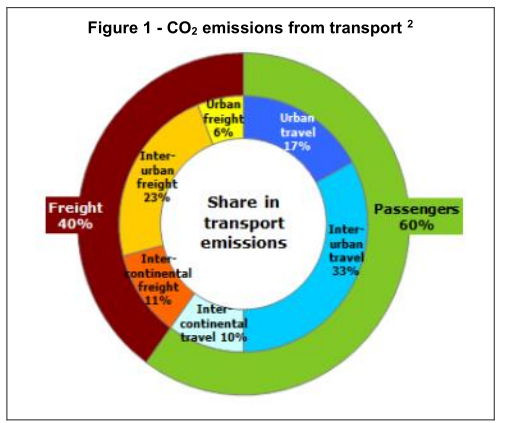 Figure 1 - CO₂ emissions from transport ²
Urban
freight
6%
Urban
travel
17%
Inter-
urban
freight
23%
Freight
40%
Share in
transport
emissions
Passengers
60%
Inter-
urban
travel
33%
Inter-
continental
freight
11%
Inter-
continental
travel 10%